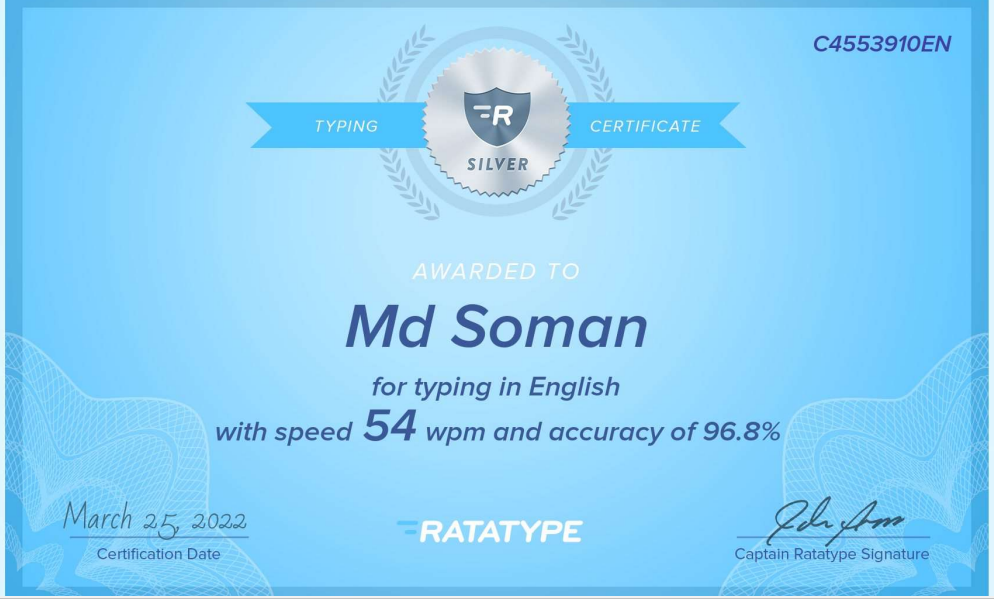 C4553910EN
TYPING
R
SILVER
CERTIFICATE
AWARDED TO
Md Soman
for typing in English
with speed 54 wpm and accuracy of 96.8%
March 25, 2022
Certification Date
RATATYPE
Captain Ratatype Signature